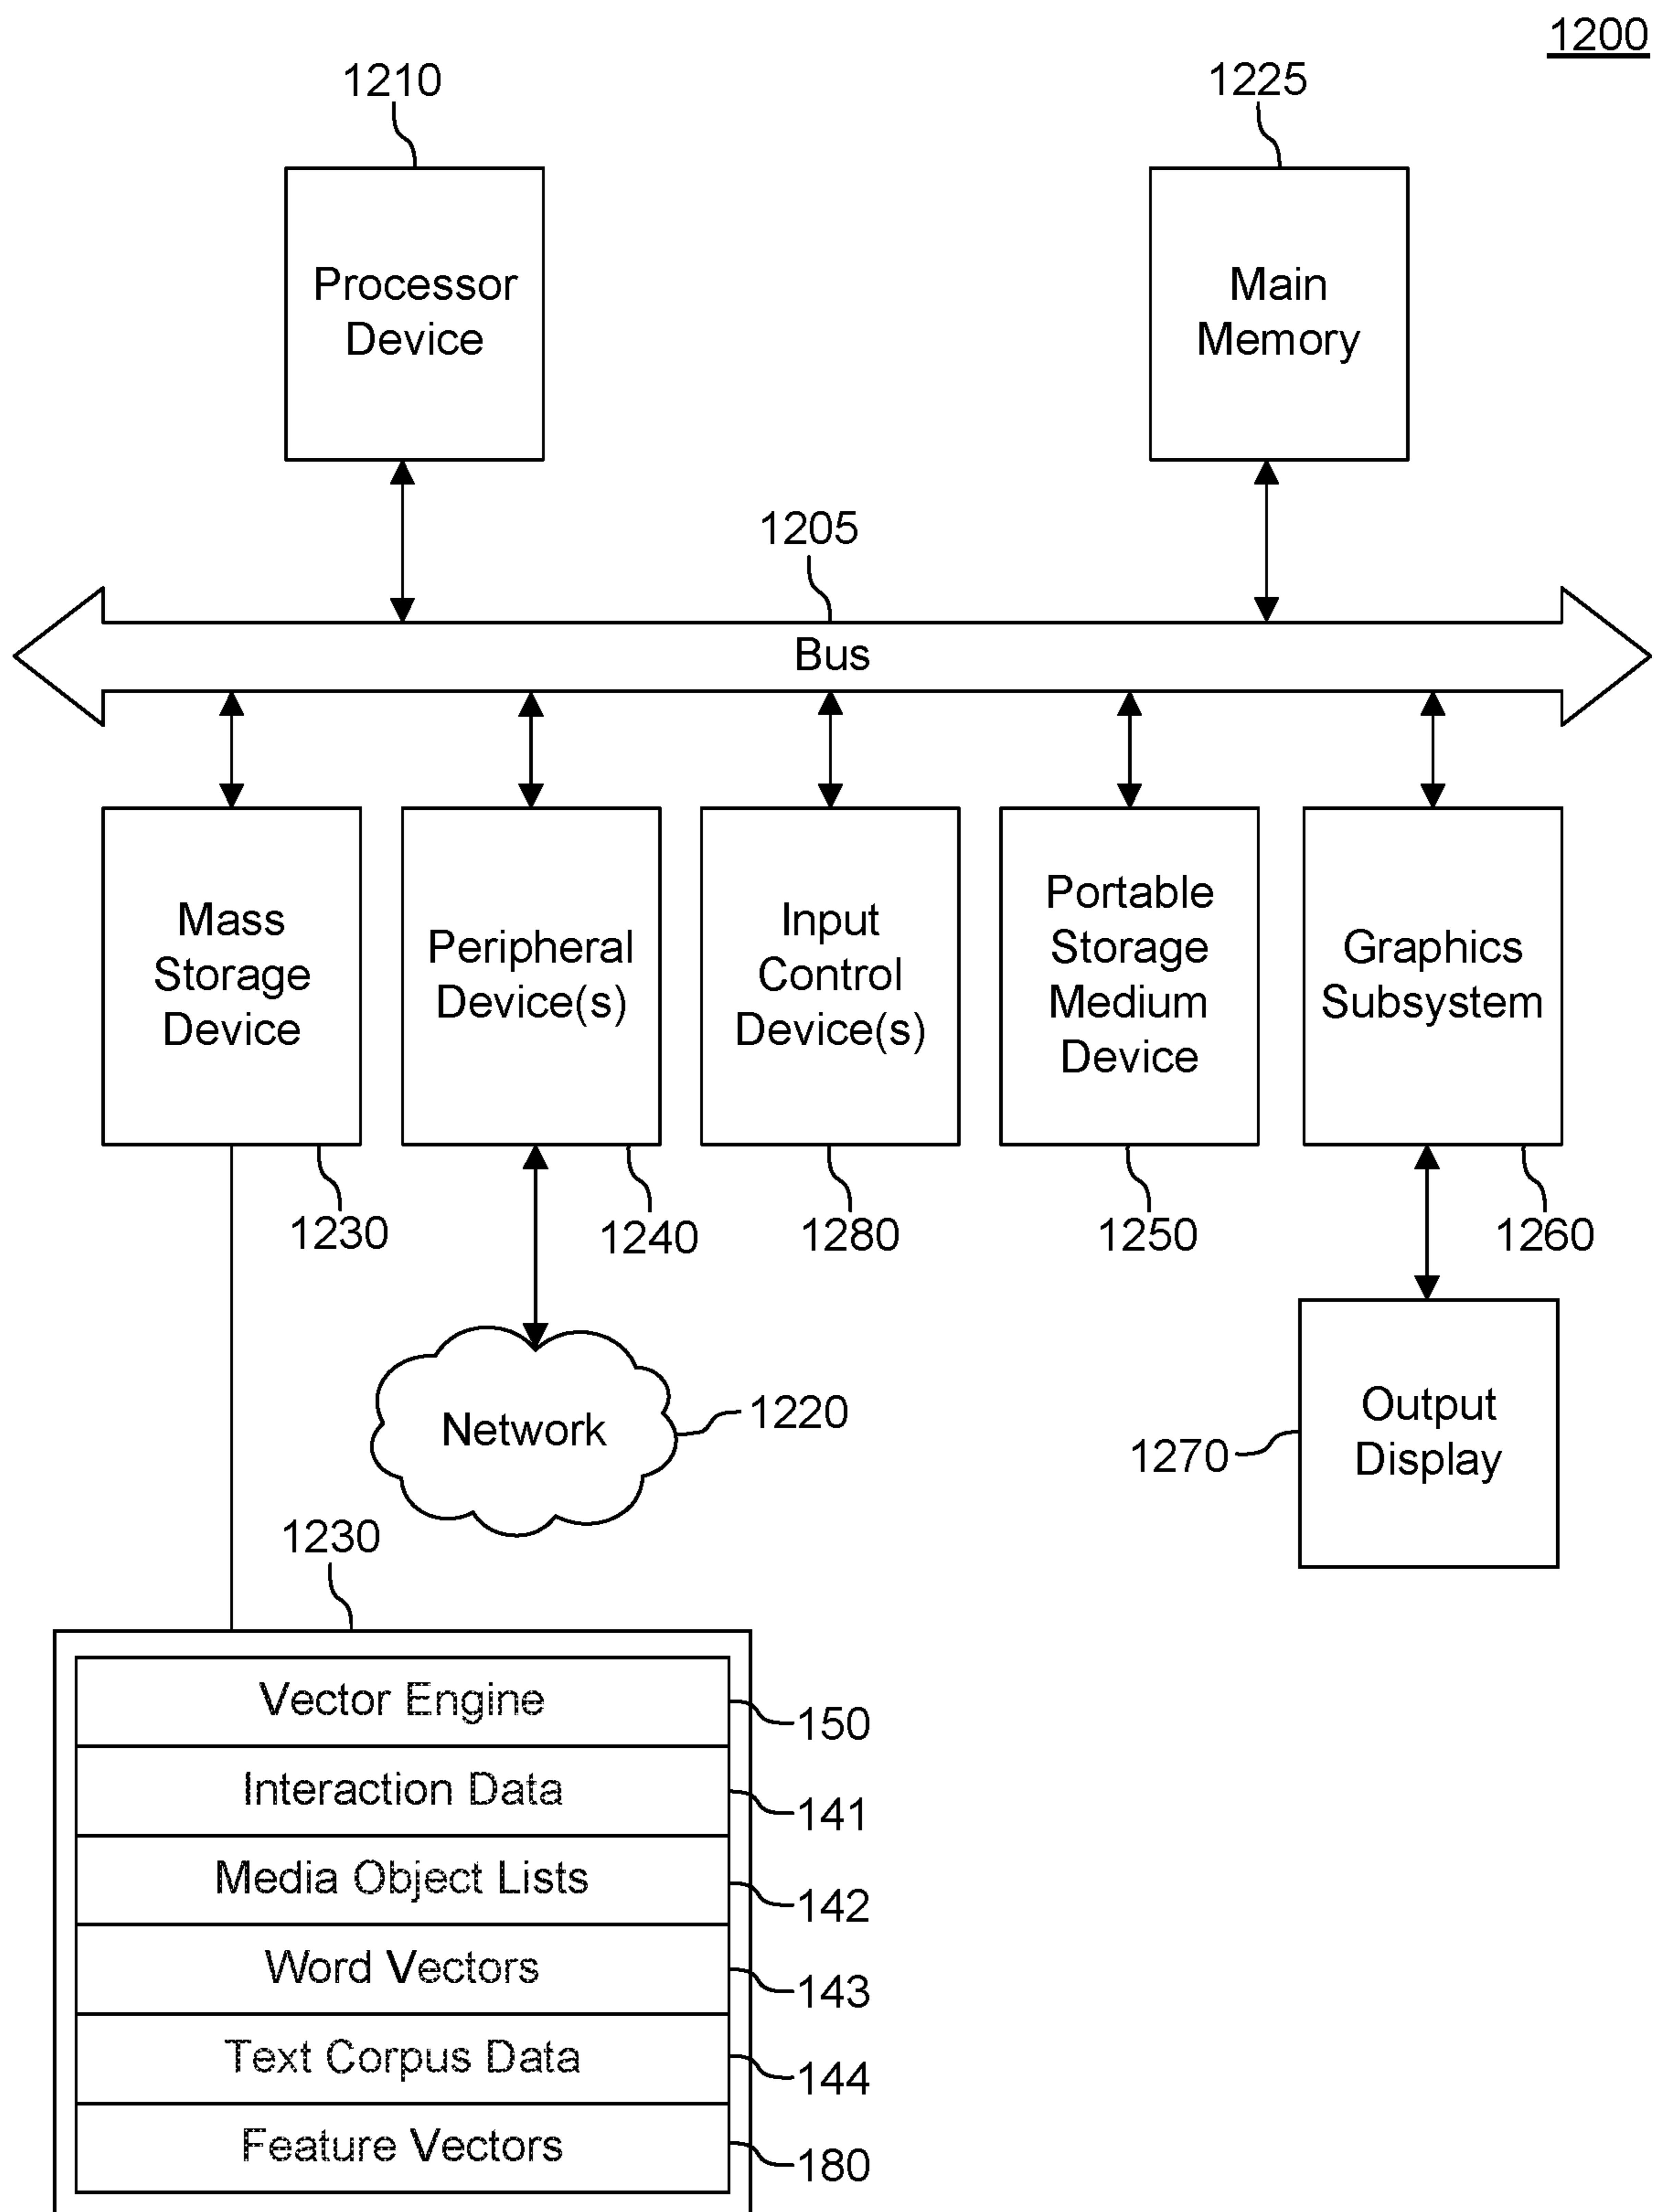 1200
1210
1225
Processor
Device
Main
Memory
1205
Bus
Mass
Storage
Device
Peripheral
Device(s)
Input
Control
Device(s)
Portable
Storage
Medium
Device
Graphics
Subsystem
1230
1240
1280
1250
1260
Network
1220
Output
Display
1270
1230
Vector Engine
150
Interaction Data
141
Media Object Lists
142
Word Vectors
143
Text Corpus Data
144
Feature Vectors
180